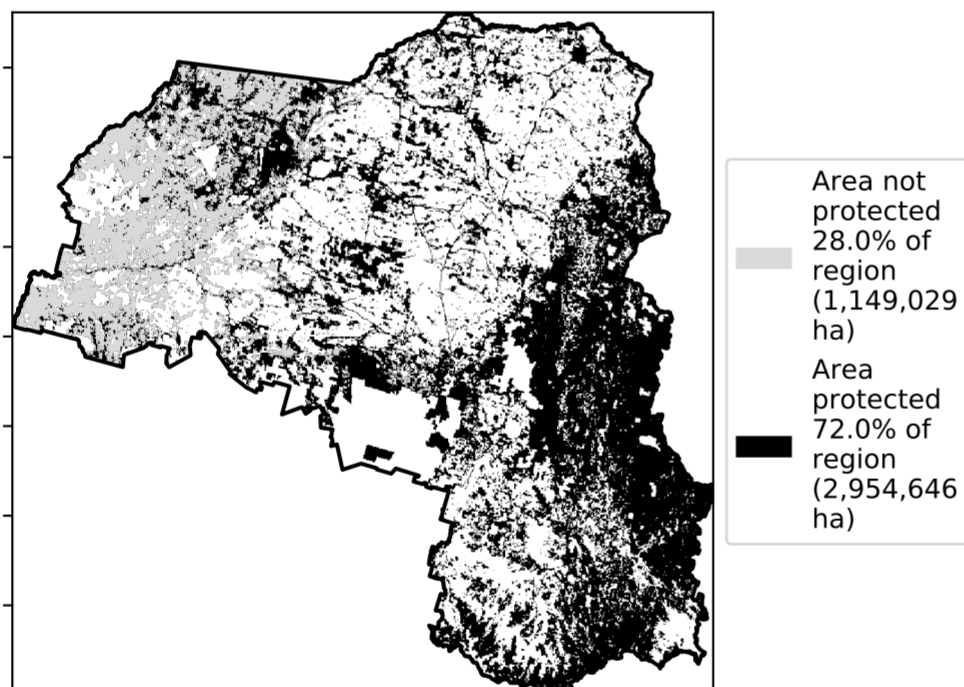 Area not
protected
28.0% of
region
(1,149,029
ha)
Area
protected
72.0% of
region
(2,954,646
ha)